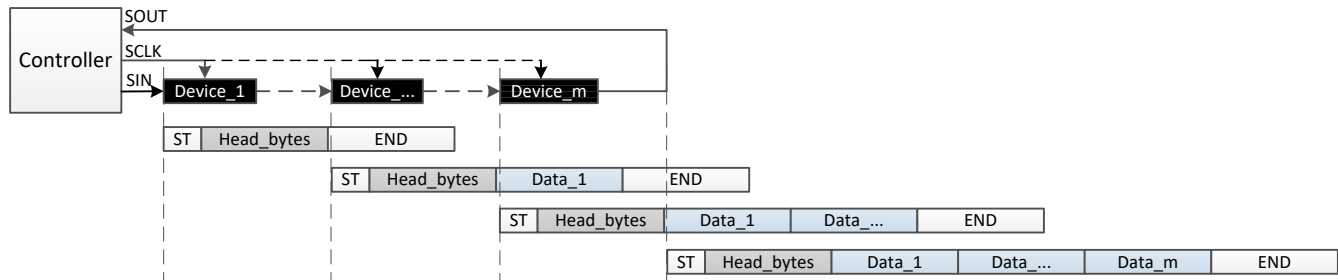 SOUT
Controller
SCLK
SIN
Device_1 Device_... Device_m
ST Head_bytes END
ST Head_bytes Data_1 END
ST Head_bytes Data_1 Data_... END
ST Head_bytes Data_1 Data_... Data_m END